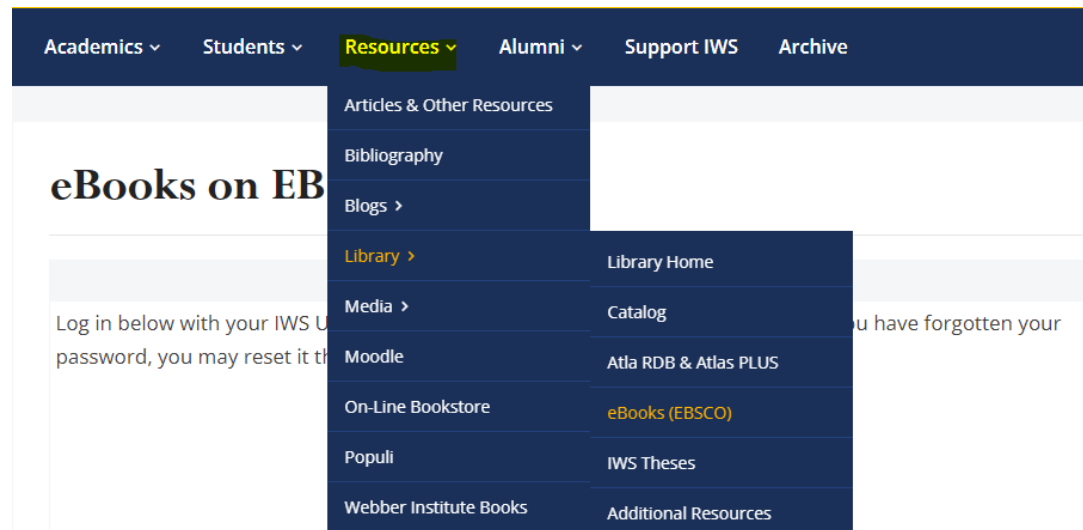 Academics Students Resources Alumni Support IWS Archive
eBooks on EB
Log in below with your IWS U
u have forgotten your
password, you may reset it th
Articles & Other Resources
Bibliography
Blogs >
Library >
Media >
Moodle
On-Line Bookstore
Populi
Webber Institute Books
Library Home
Catalog
Atla RDB & Atlas PLUS
eBooks (EBSCO)
IWS Theses
Additional Resources